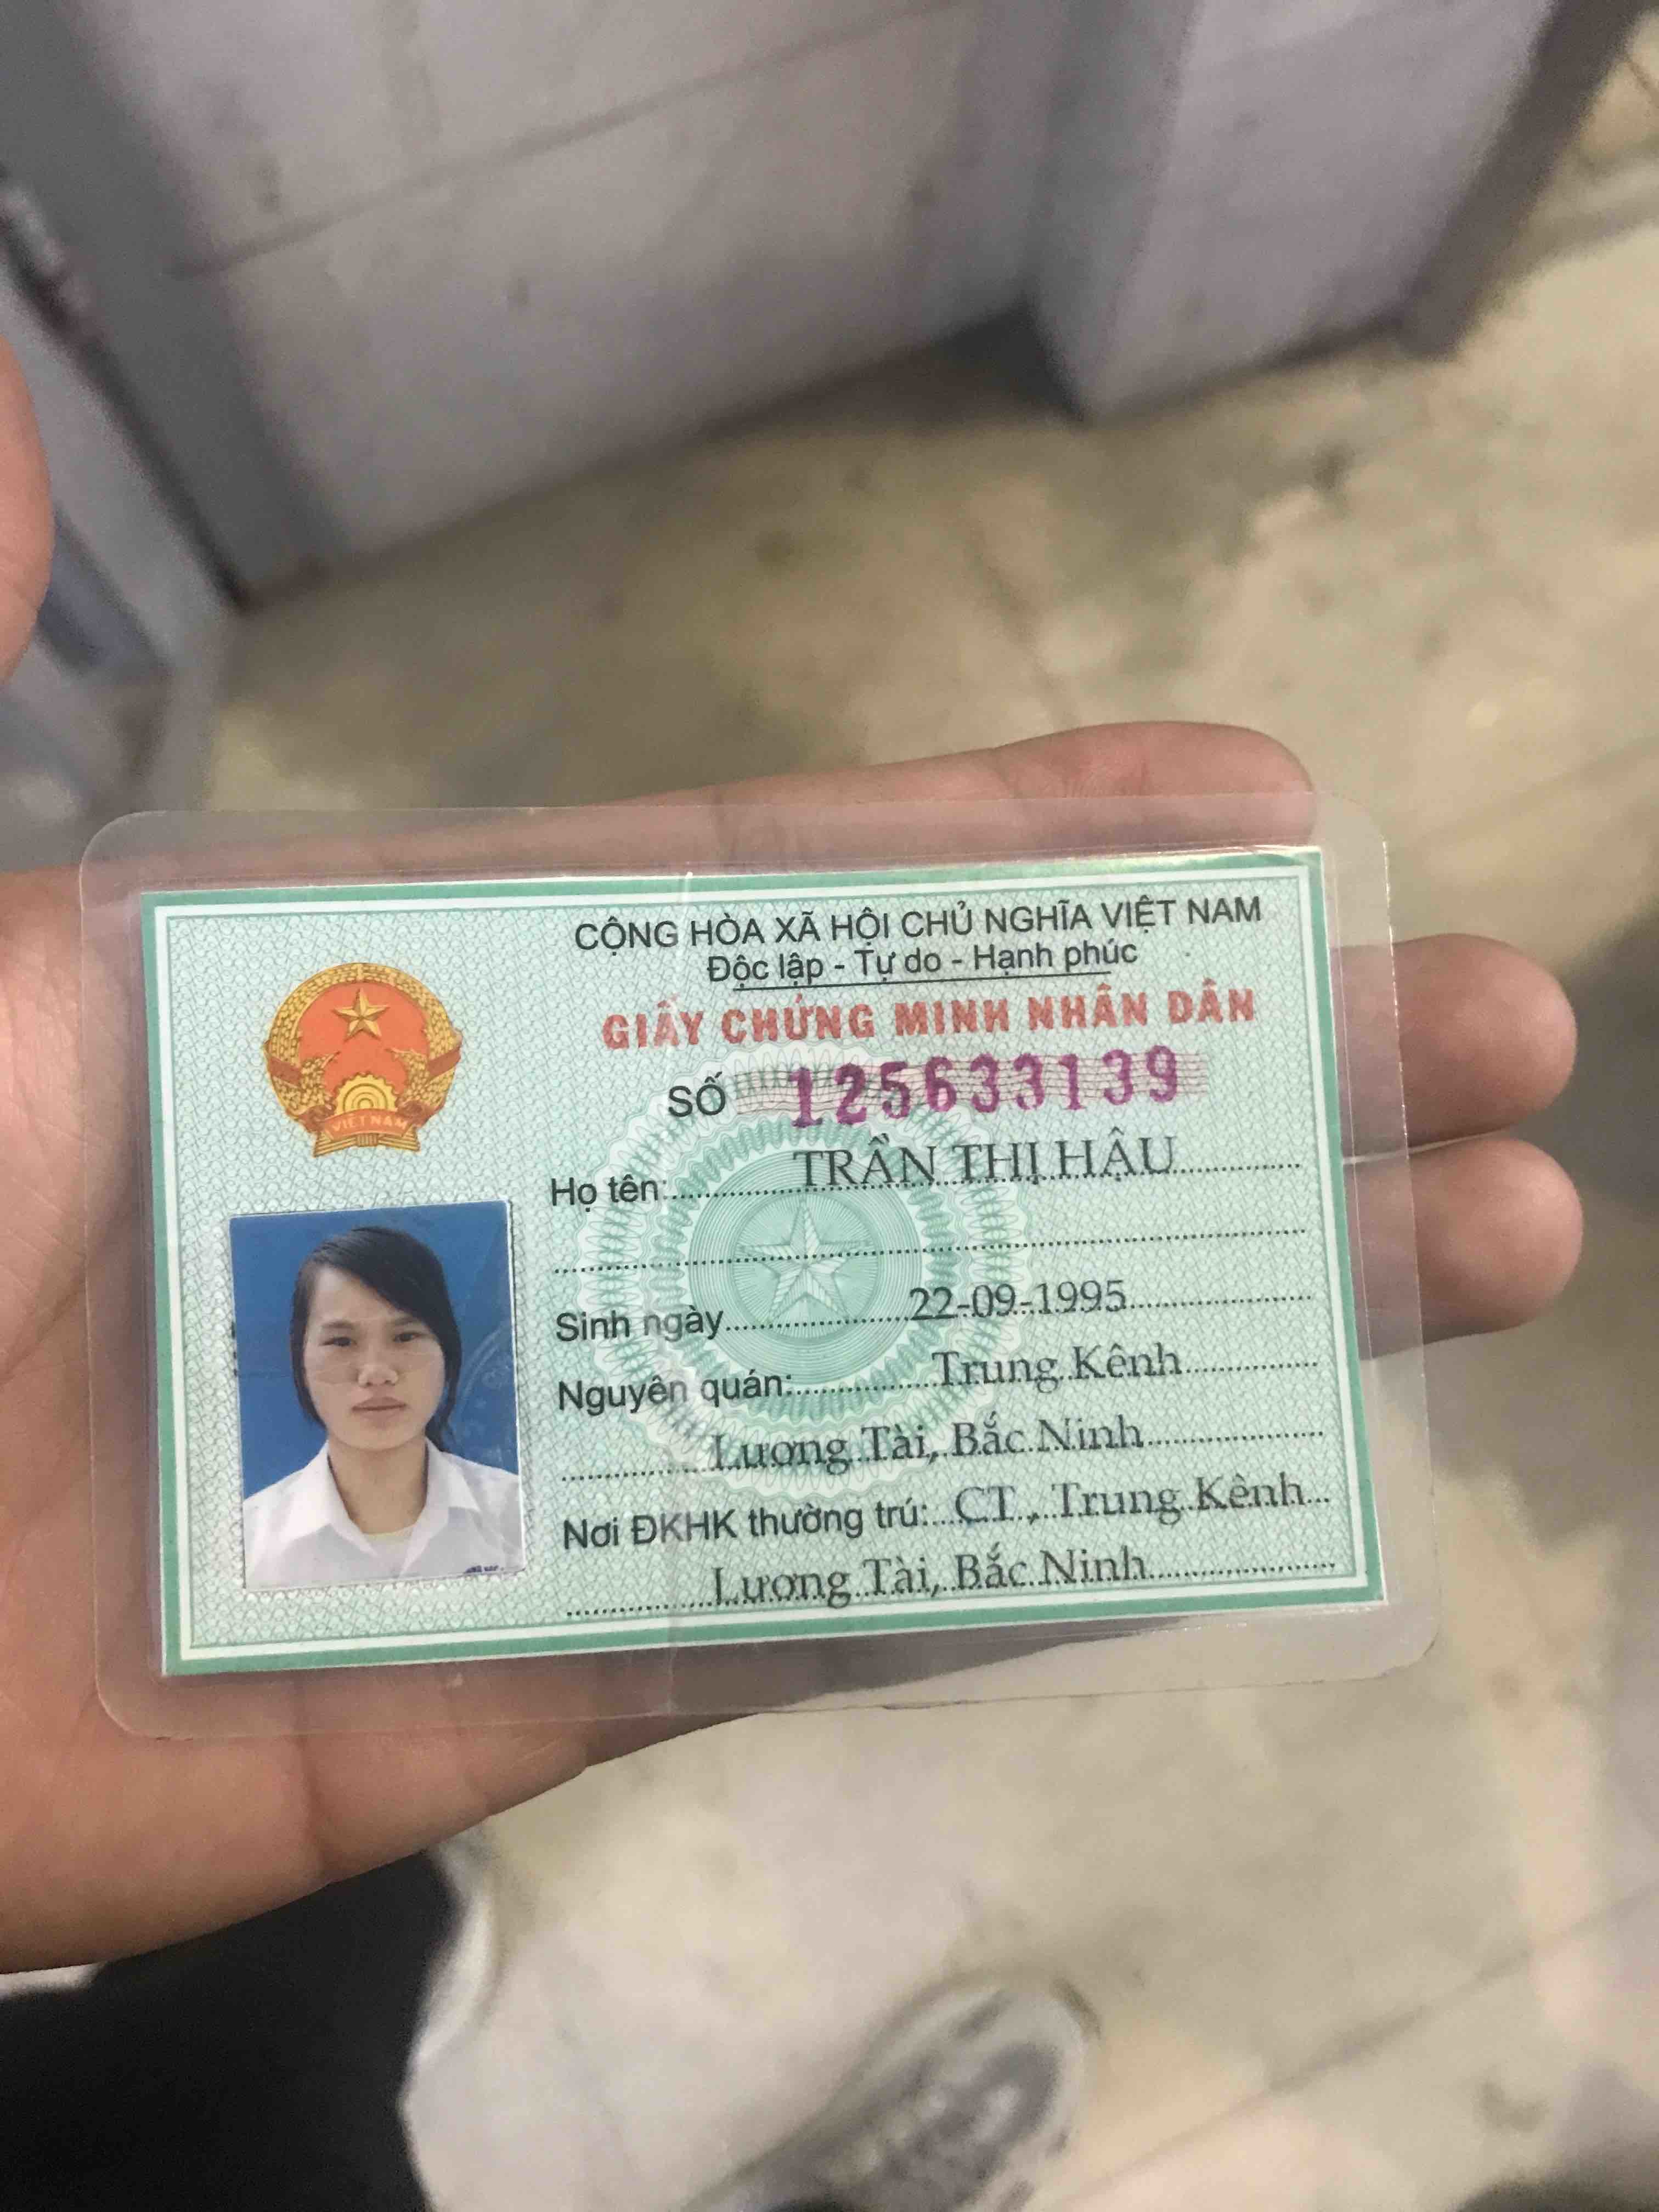 CỘNG HÒA XÃ HỘI CHỦ NGHĨA VIỆT NAM
Độc lập - Tự do - Hạnh phúc
GIẤY CHỨNG MINH NHÂN DÂN
SỐ 125633139
Họ tên: TRẦN THỊ HẬU
Sinh ngày 22-09-1995
Nguyên quán: Trung Kênh
Lương Tài, Bắc Ninh
Nơi ĐKHK thường trú: CT., Trung Kênh
Lương Tài, Bắc Ninh
VIỆT NAM